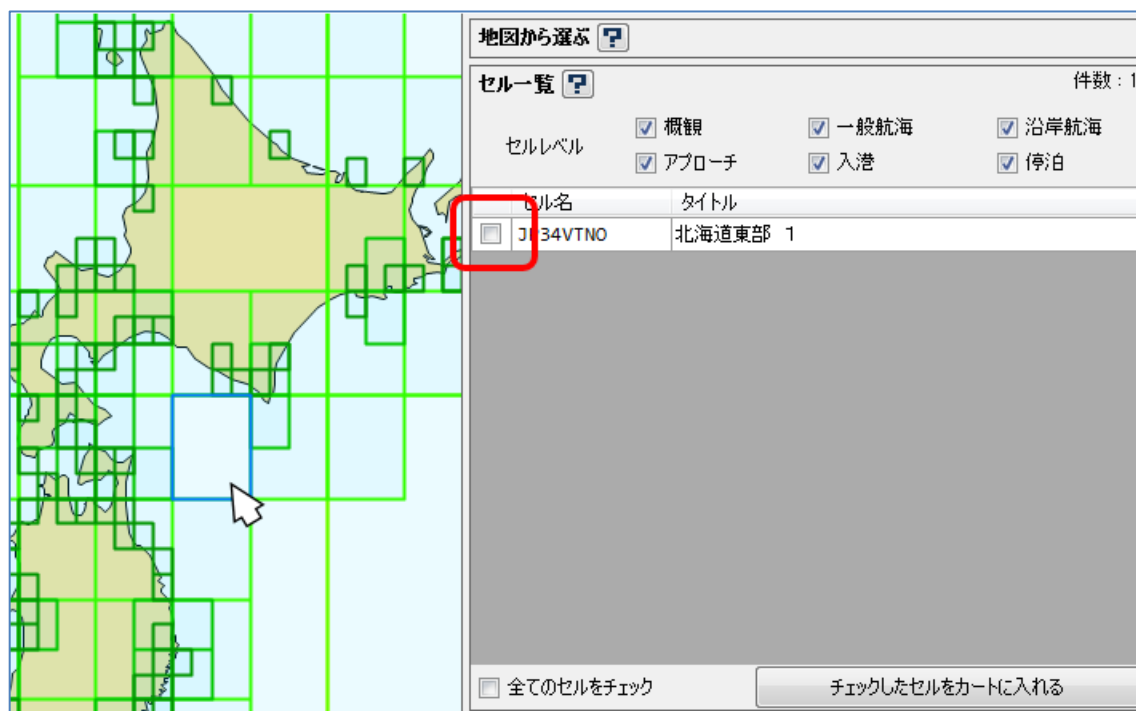 地図から選ぶ ?
セル一覧 ?
件数 : 1
セルレベル
概観
一般航海
沿岸航海
アプローチ
入港
停泊
セル名 タイトル
JP34VTNO 北海道東部 1
全てのセルをチェック
チェックしたセルをカートに入れる